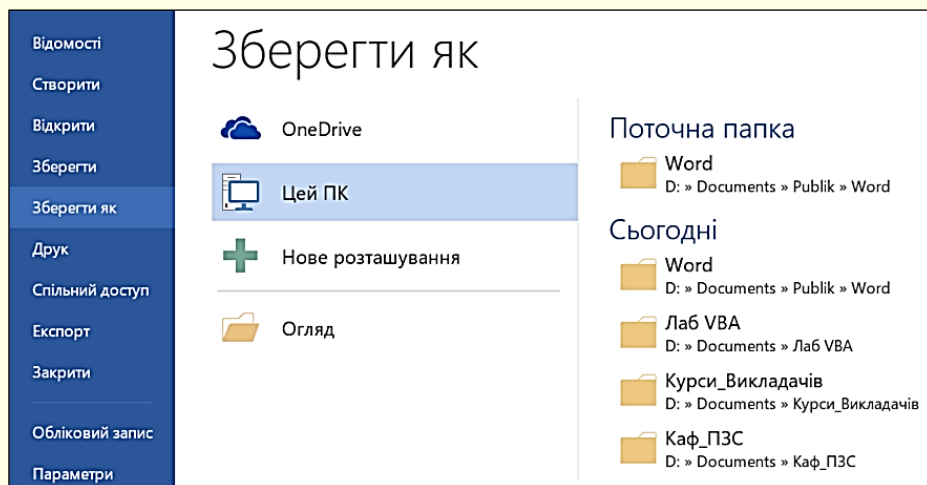 Відомості
Створити
Відкрити
Зберегти
Зберегти як
Друк
Спільний доступ
Експорт
Закрити
Обліковий запис
Параметри
Зберегти як
OneDrive
Цей ПК
Нове розташування
Огляд
Поточна папка
Word
D: » Documents » Publik » Word
Сьогодні
Word
D: » Documents » Publik » Word
Лаб VBA
D: » Documents » Лаб VBA
Курси_Викладачів
D: » Documents » Курси_Викладачів
Каф_ПЗС
D: » Documents » Каф_ПЗС